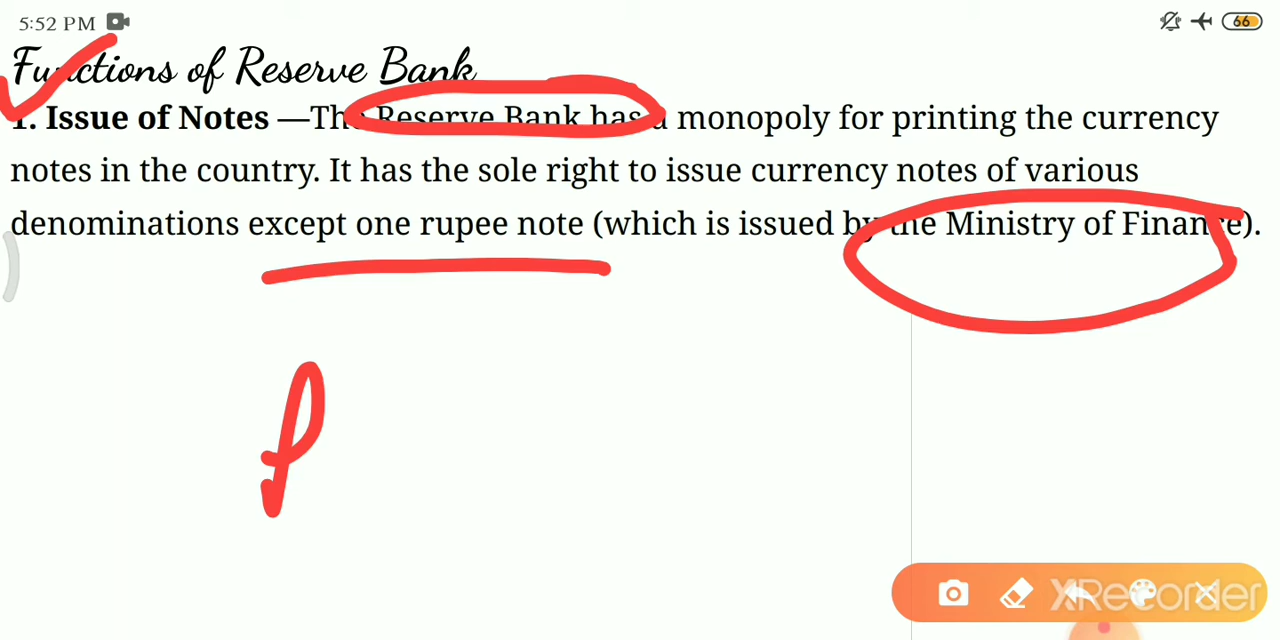 5:52 PM
66
Functions of Reserve Bank
1. Issue of Notes —The Reserve Bank has a monopoly for printing the currency
notes in the country. It has the sole right to issue currency notes of various
denominations except one rupee note (which is issued by the Ministry of Finance).
XRecorder